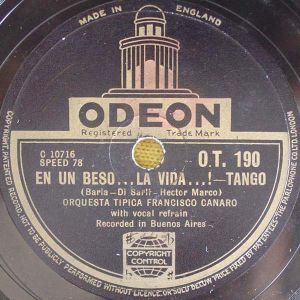 MADE IN ENGLAND
ODEON
Registered Trade Mark
C 10716
SPEED 78
O.T. 190
EN UN BESO...LA VIDA...!—TANGO
(Barla—Di Sarli—Hector Marco)
ORQUESTA TIPICA FRANCISCO CANARO
with vocal refrain
Recorded in Buenos Aires
COPYRIGHT
CONTROL